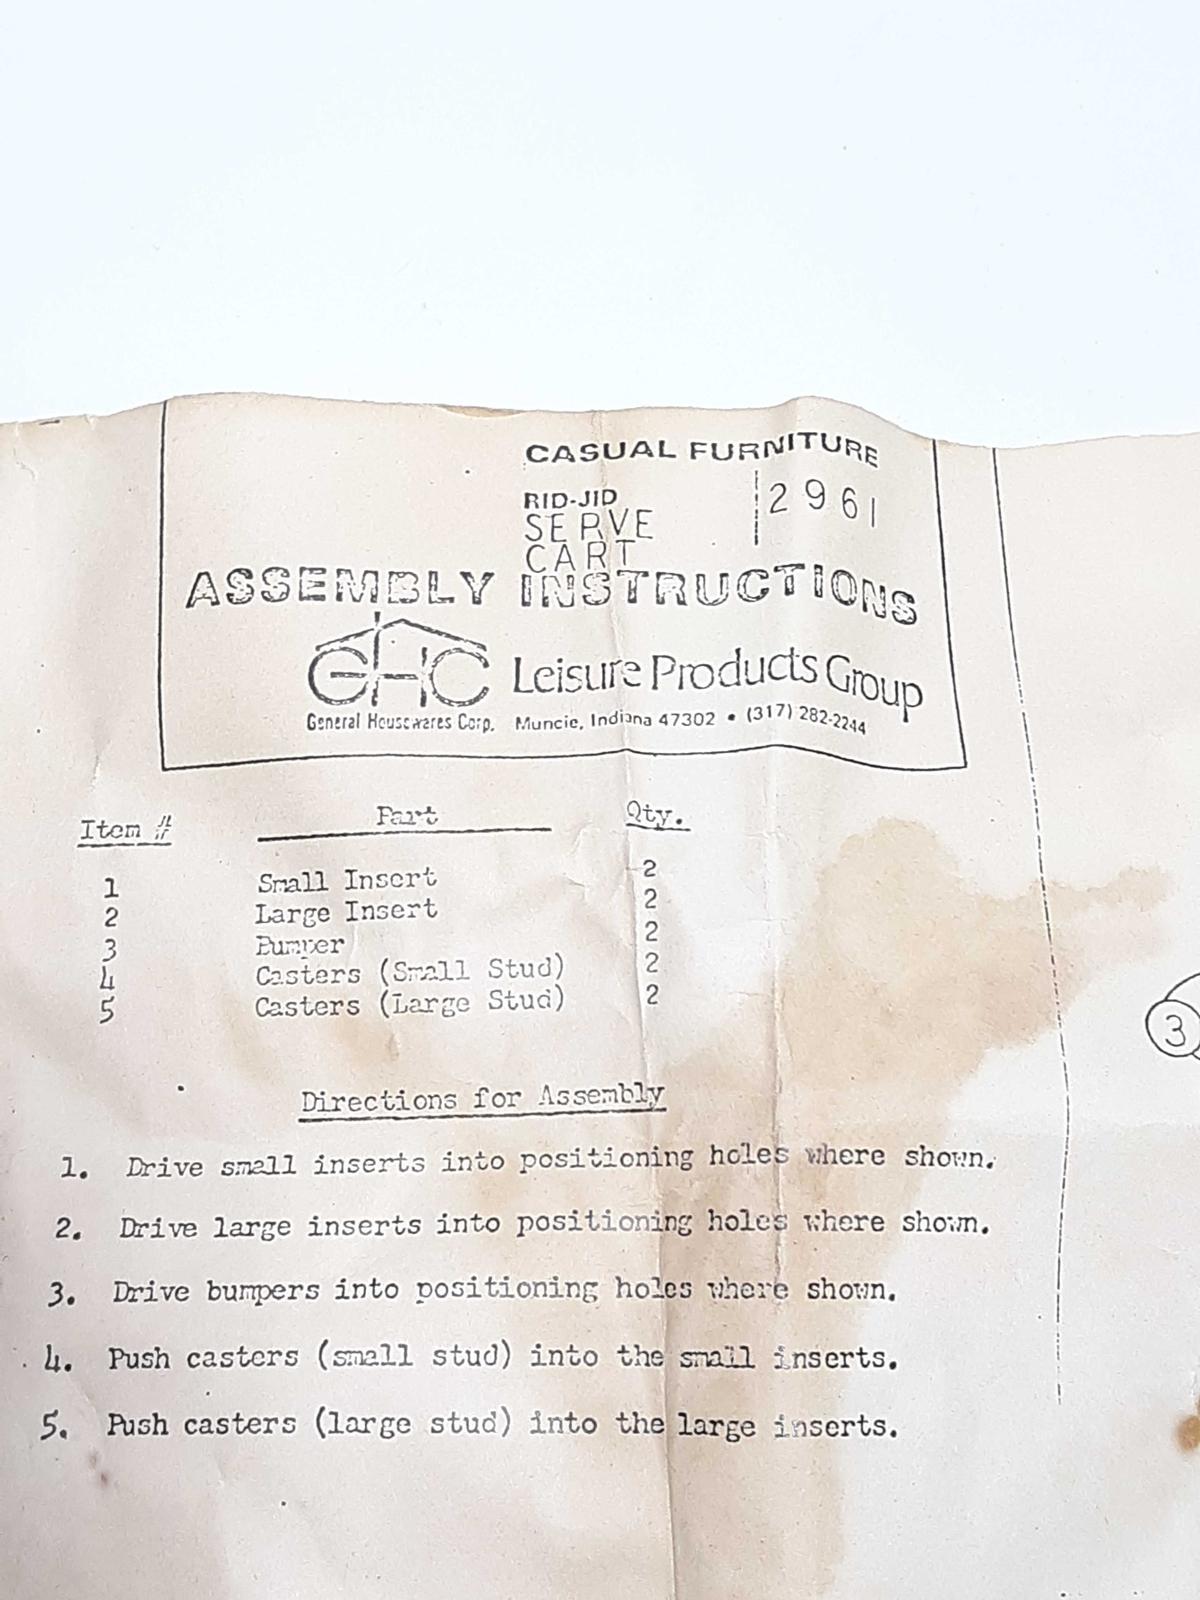 CASUAL FURNITURE
RID-JID 2961
SERVE
CART
ASSEMBLY INSTRUCTIONS
GHC Leisure Products Group
General Housewares Corp. Muncie, Indiana 47302 • (317) 282-2244
Item # Part Qty.
1 Small Insert 2
2 Large Insert 2
3 Bumper 2
4 Casters (Small Stud) 2
5 Casters (Large Stud) 2
3
Directions for Assembly
1. Drive small inserts into positioning holes where shown.
2. Drive large inserts into positioning holes where shown.
3. Drive bumpers into positioning holes where shown.
4. Push casters (small stud) into the small inserts.
5. Push casters (large stud) into the large inserts.